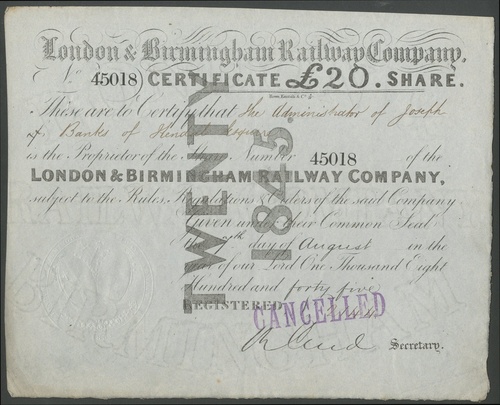 London & Birmingham Railway Company.
No. 45018 CERTIFICATE £20. SHARE.
These are to Certify that the Administrator of Joseph
Banks of Hendon
is the Proprietor of the Share Number 45018 of the
LONDON & BIRMINGHAM RAILWAY COMPANY,
subject to the Rules, Regulations & Orders of the said Company
Given under their Common Seal
the day of August in the
year of our Lord One Thousand Eight
Hundred and forty five
REGISTERED
CANCELLED
Secretary.
TWENTY
1845.